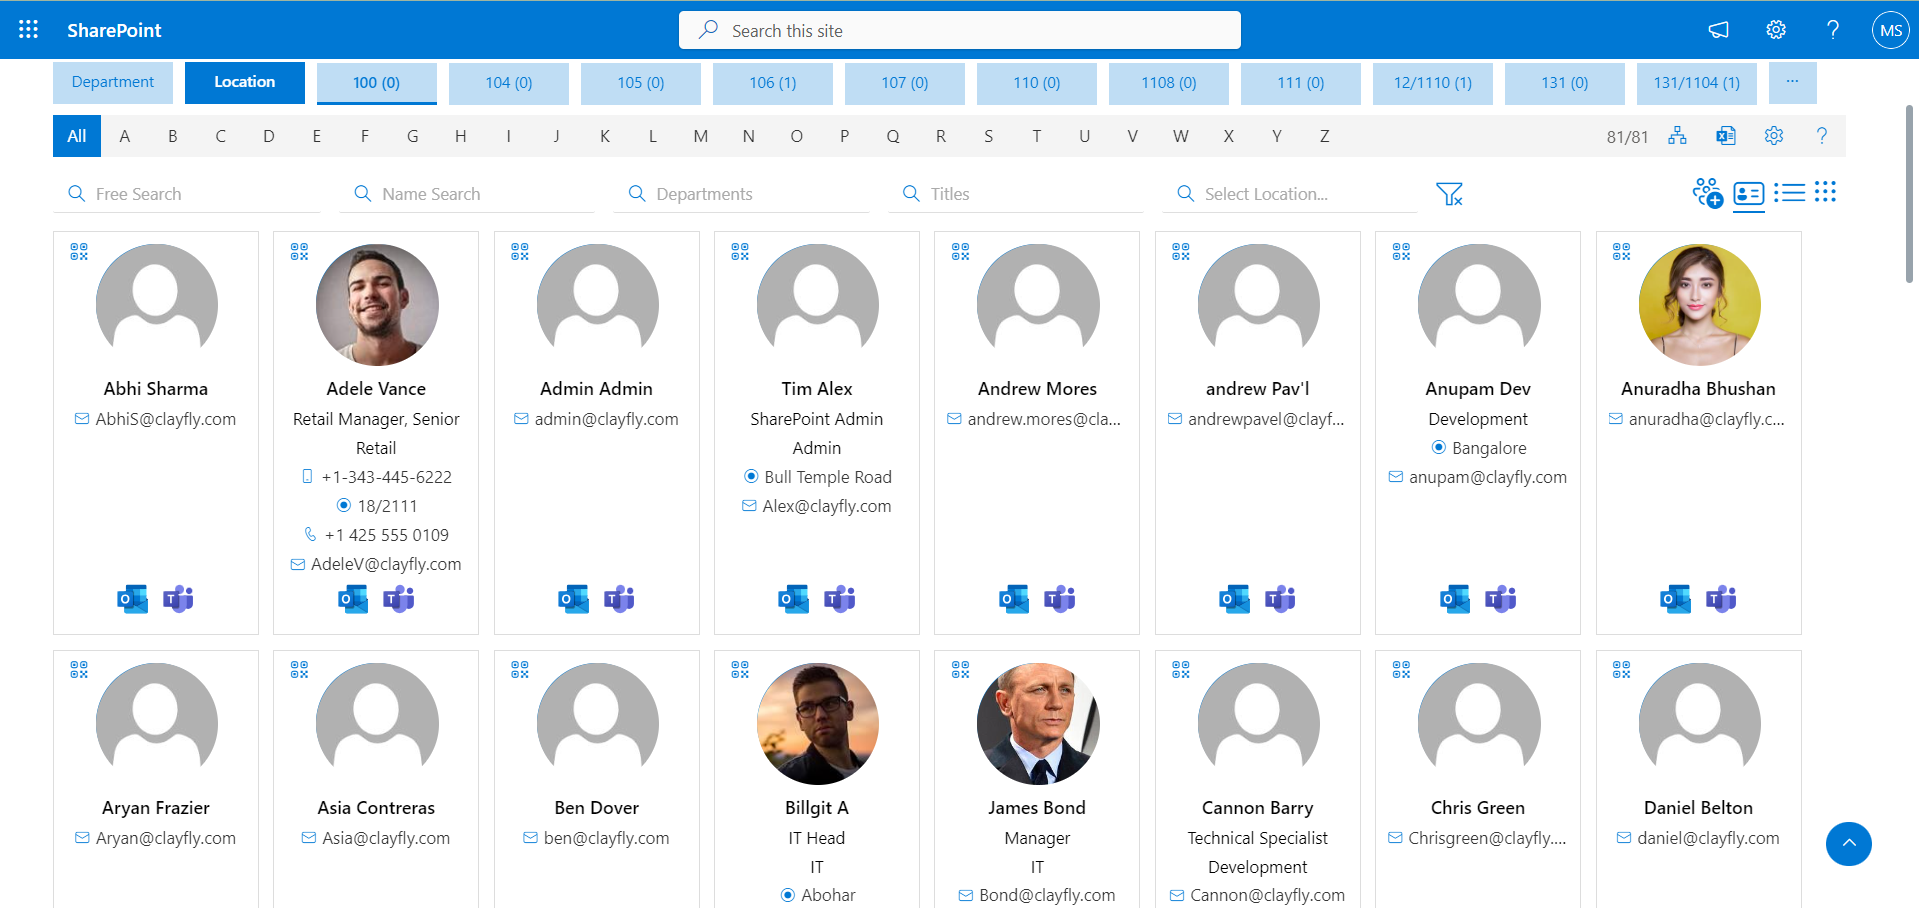 SharePoint
Search this site
MS
Department
Location
100 (0)
104 (0)
105 (0)
106 (1)
107 (0)
110 (0)
1108 (0)
111 (0)
12/1110 (1)
131 (0)
131/1104 (1)
...
All A B C D E F G H I J K L M N O P Q R S T U V W X Y Z
81/81
?
Free Search
Name Search
Departments
Titles
Select Location...
Abhi Sharma
AbhiS@clayfly.com
Adele Vance
Retail Manager, Senior
Retail
+1-343-445-6222
18/2111
+1 425 555 0109
AdeleV@clayfly.com
Admin Admin
admin@clayfly.com
Tim Alex
SharePoint Admin
Admin
Bull Temple Road
Alex@clayfly.com
Andrew Mores
andrew.mores@cla...
andrew Pav'l
andrewpavel@clayf...
Anupam Dev
Development
Bangalore
anupam@clayfly.com
Anuradha Bhushan
anuradha@clayfly.c...
Aryan Frazier
Aryan@clayfly.com
Asia Contreras
Asia@clayfly.com
Ben Dover
ben@clayfly.com
Billgit A
IT Head
IT
Abohar
James Bond
Manager
IT
Bond@clayfly.com
Cannon Barry
Technical Specialist
Development
Cannon@clayfly.com
Chris Green
Chrisgreen@clayfly....
Daniel Belton
daniel@clayfly.com